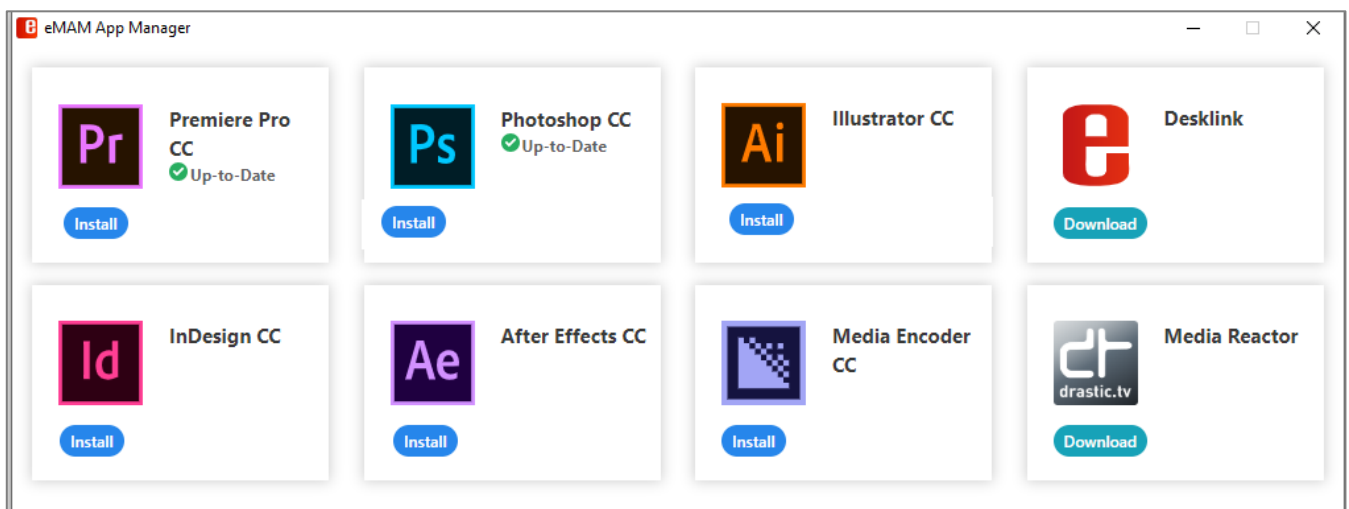 e eMAM App Manager
Pr
Premiere Pro
CC
Up-to-Date
Install
Ps
Photoshop CC
Up-to-Date
Install
Ai
Illustrator CC
Install
e
Desklink
Download
Id
InDesign CC
Install
Ae
After Effects CC
Install
Media Encoder
CC
Install
dt
drastic.tv
Media Reactor
Download